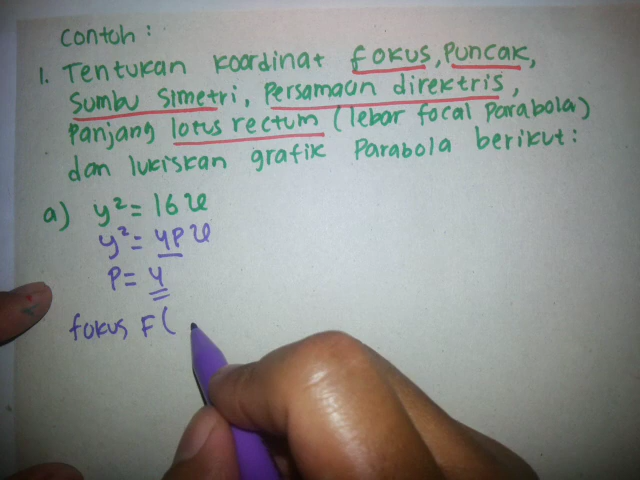 Contoh :
1. Tentukan koordinat fokus, Puncak,
Sumbu Simetri, Persamaan direktris,
Panjang lotus rectum (lebar focal Parabola)
dan lukiskan grafik Parabola berikut :
a) y² = 16x
y² = 4P x
P = 4
fokus F (